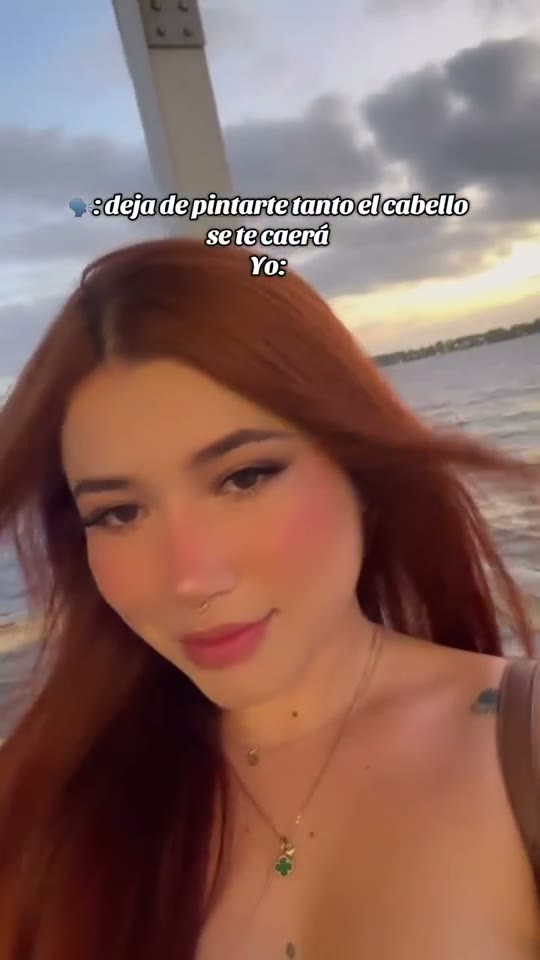 🗣️: deja de pintarte tanto el cabello
se te caerá
Yo: